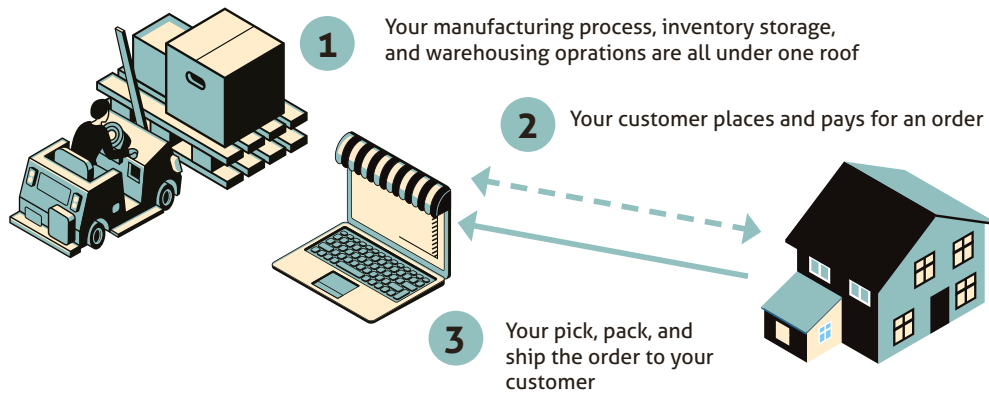 1
Your manufacturing process, inventory storage,
and warehousing oprations are all under one roof
2
Your customer places and pays for an order
3
Your pick, pack, and
ship the order to your
customer